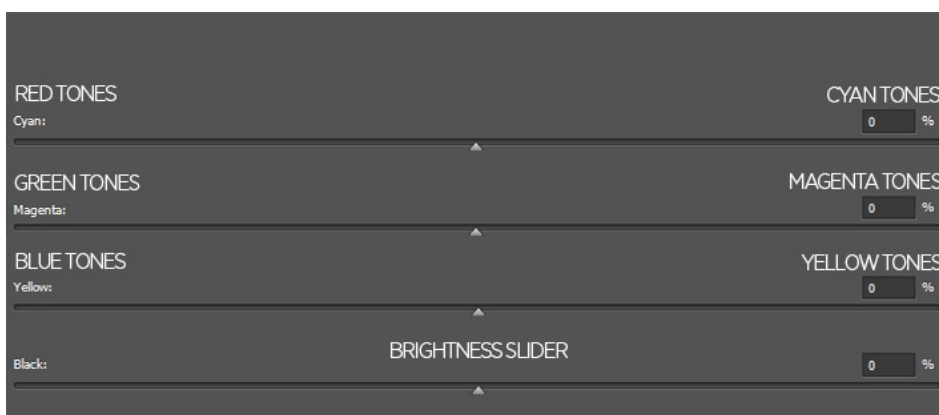 RED TONES CYAN TONES
Cyan: 0 %
GREEN TONES MAGENTA TONES
Magenta: 0 %
BLUE TONES YELLOW TONES
Yellow: 0 %
BRIGHTNESS SLIDER
Black: 0 %